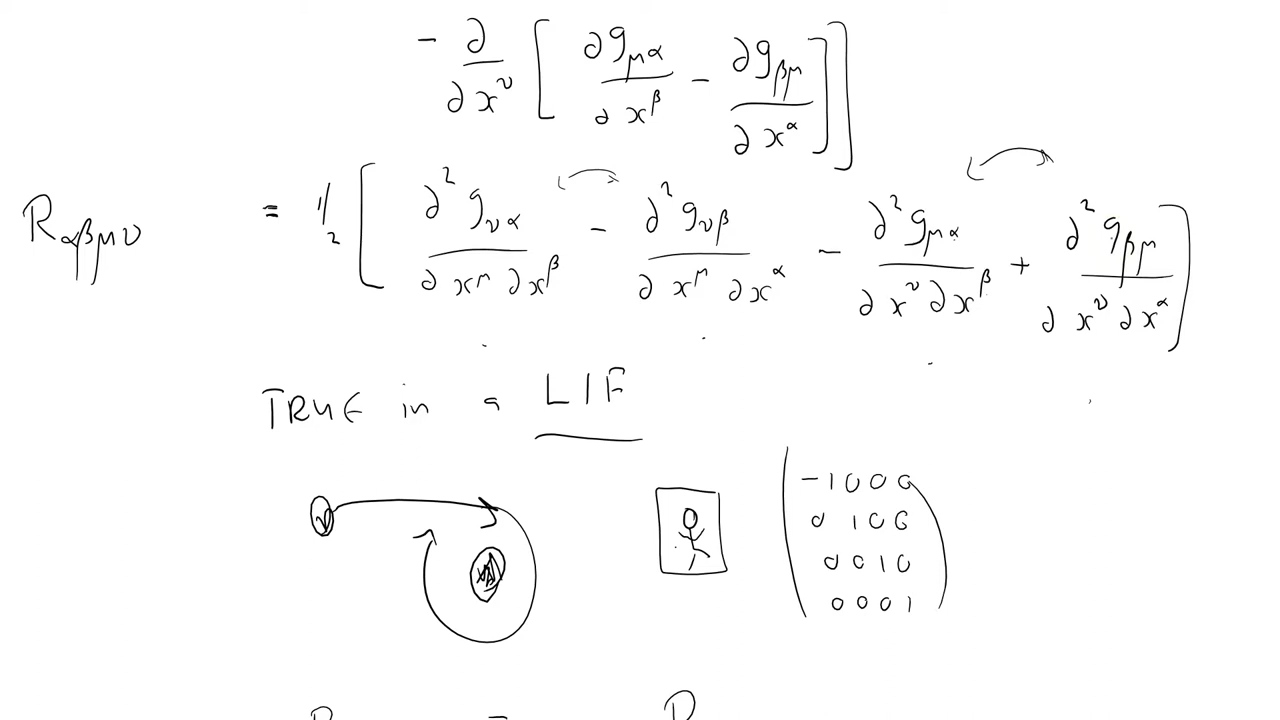 − ∂/∂x^ν [ ∂g_μα/∂x^β − ∂g_βμ/∂x^α ] ]
R_αβμν = 1/2 [ ∂²g_να/∂x^μ∂x^β − ∂²g_νβ/∂x^μ∂x^α − ∂²g_μα/∂x^ν∂x^β + ∂²g_βμ/∂x^ν∂x^α ]
TRUE in a LIF
−1 0 0 0
0 1 0 0
0 0 1 0
0 0 0 1